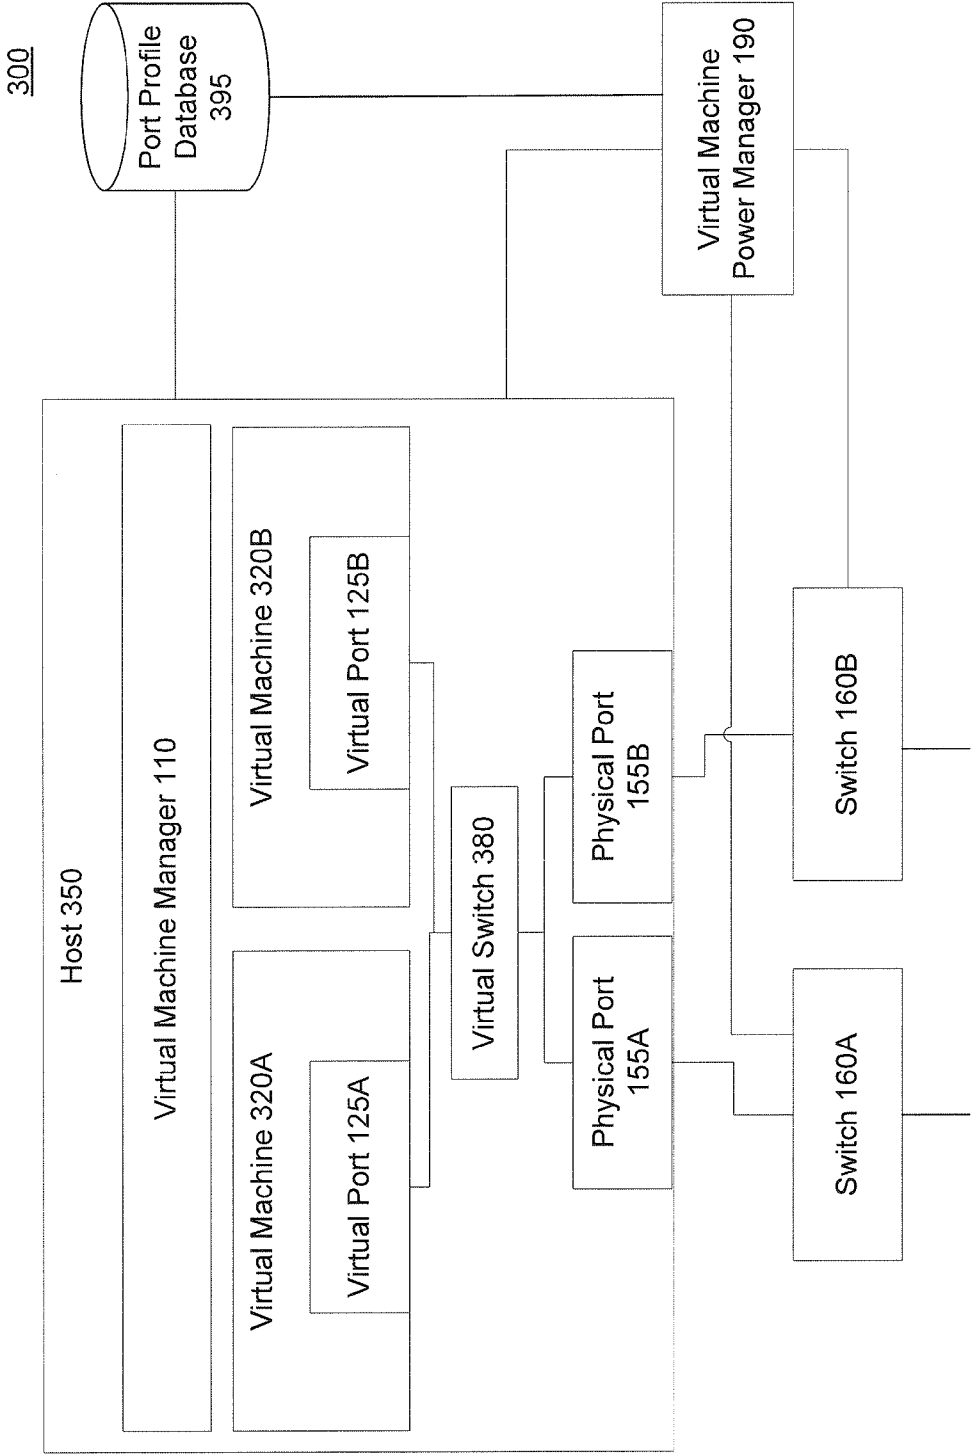 300
Host 350
Virtual Machine Manager 110
Virtual Machine 320A
Virtual Port 125A
Virtual Machine 320B
Virtual Port 125B
Virtual Switch 380
Physical Port
155A
Physical Port
155B
Switch 160A
Switch 160B
Port Profile
Database
395
Virtual Machine
Power Manager 190